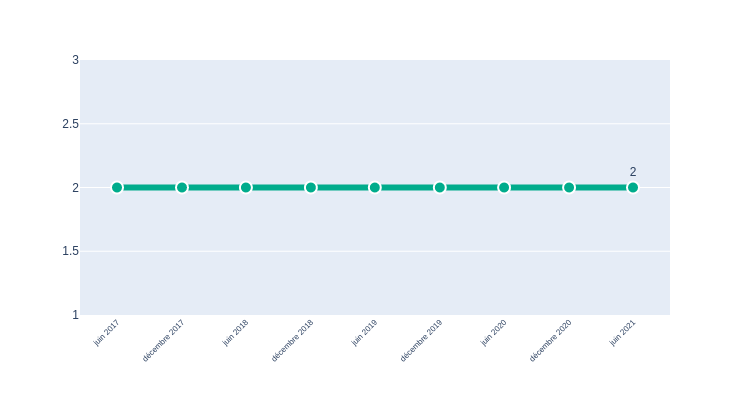 3
2.5
2
2
1.5
1
juin 2017
décembre 2017
juin 2018
décembre 2018
juin 2019
décembre 2019
juin 2020
décembre 2020
juin 2021